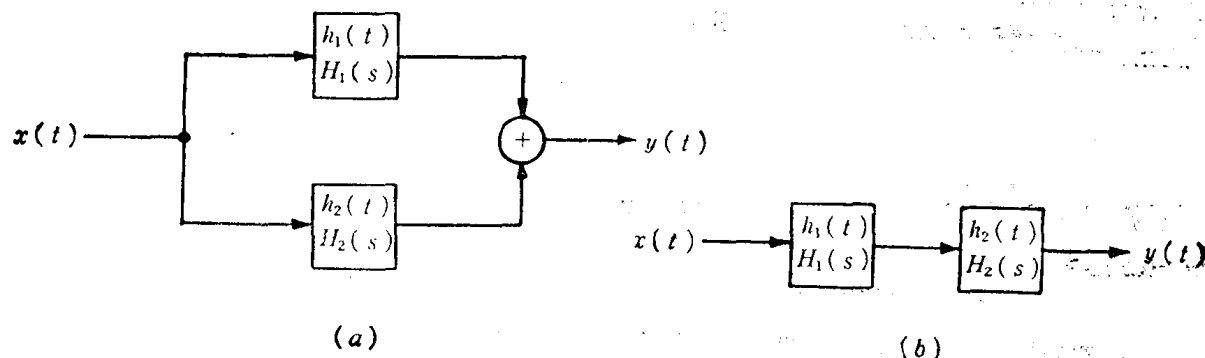 h₁(t)
H₁(s)
x(t)
+
y(t)
h₂(t)
H₂(s)
(a)
x(t)
h₁(t)
H₁(s)
h₂(t)
H₂(s)
y(t)
(b)